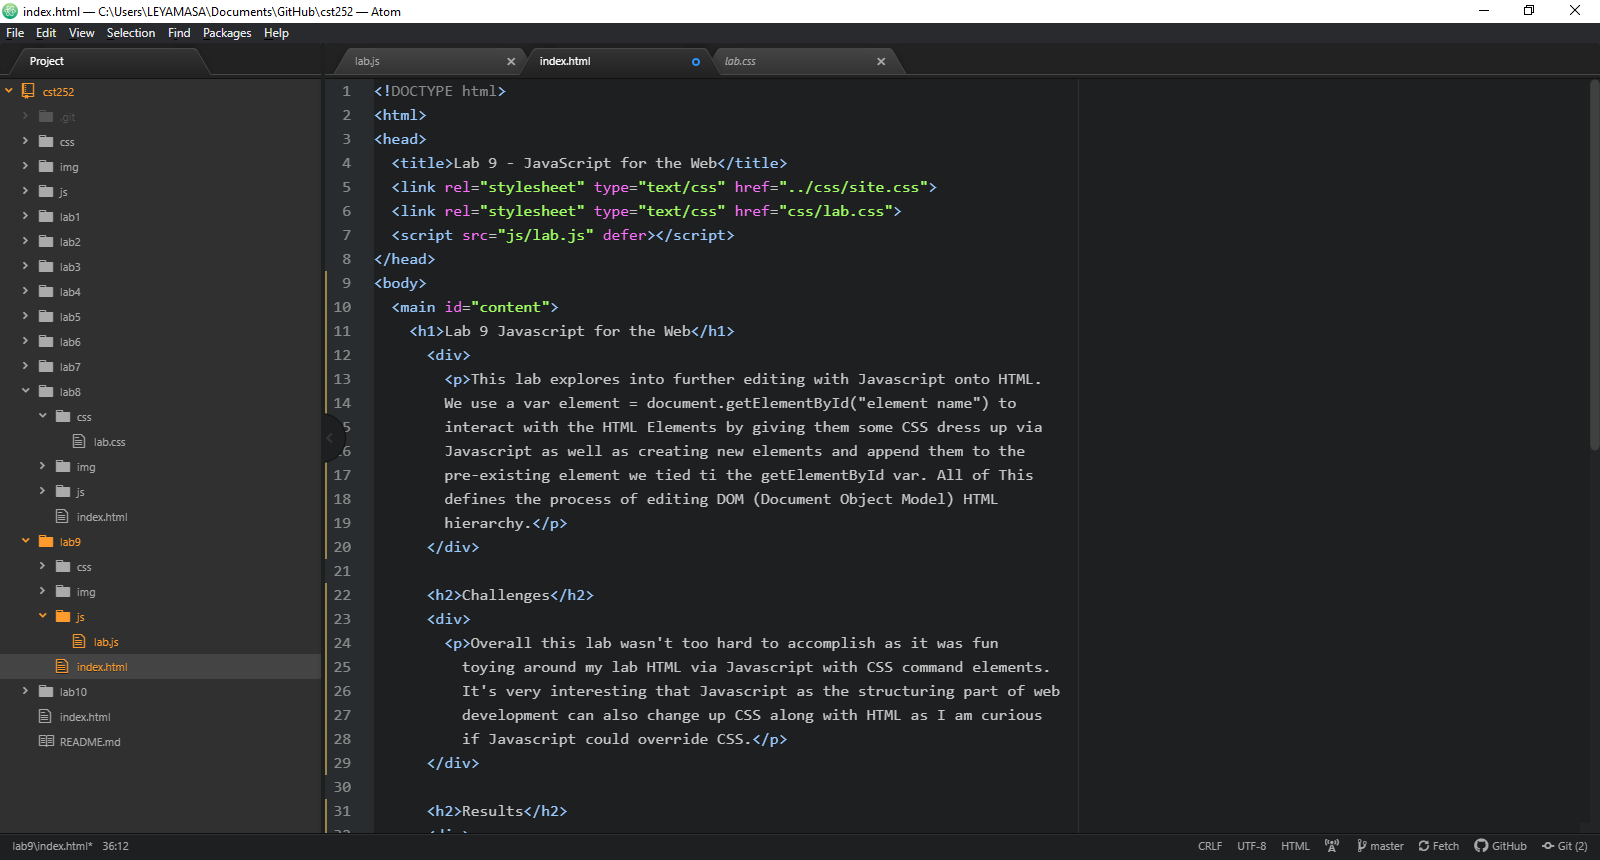 index.html — C:\Users\LEYAMASA\Documents\GitHub\cst252 — Atom
File Edit View Selection Find Packages Help
Project
cst252
.git
css
img
js
lab1
lab2
lab3
lab4
lab5
lab6
lab7
lab8
css
lab.css
img
js
index.html
lab9
css
img
js
lab.js
index.html
lab10
index.html
README.md
lab.js index.html lab.css
1 <!DOCTYPE html>
2 <html>
3 <head>
4 <title>Lab 9 - JavaScript for the Web</title>
5 <link rel="stylesheet" type="text/css" href="../css/site.css">
6 <link rel="stylesheet" type="text/css" href="css/lab.css">
7 <script src="js/lab.js" defer></script>
8 </head>
9 <body>
10 <main id="content">
11 <h1>Lab 9 Javascript for the Web</h1>
12 <div>
13 <p>This lab explores into further editing with Javascript onto HTML.
14 We use a var element = document.getElementById("element name") to
5 interact with the HTML Elements by giving them some CSS dress up via
6 Javascript as well as creating new elements and append them to the
17 pre-existing element we tied ti the getElementById var. All of This
18 defines the process of editing DOM (Document Object Model) HTML
19 hierarchy.</p>
20 </div>
21
22 <h2>Challenges</h2>
23 <div>
24 <p>Overall this lab wasn't too hard to accomplish as it was fun
25 toying around my lab HTML via Javascript with CSS command elements.
26 It's very interesting that Javascript as the structuring part of web
27 development can also change up CSS along with HTML as I am curious
28 if Javascript could override CSS.</p>
29 </div>
30
31 <h2>Results</h2>
lab9\index.html* 36:12 CRLF UTF-8 HTML master Fetch GitHub Git (2)